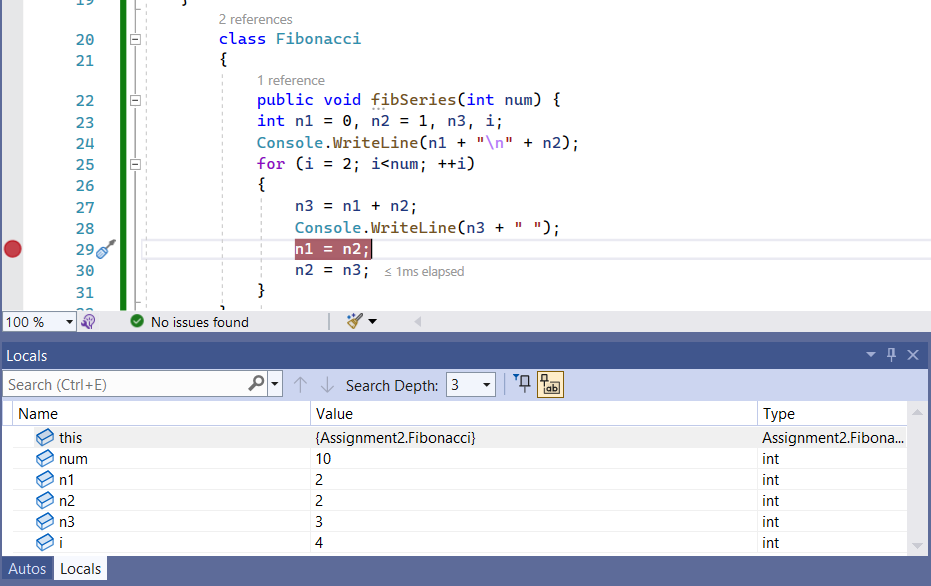 19 }
2 references
20 class Fibonacci
21 {
1 reference
22 public void fibSeries(int num) {
23 int n1 = 0, n2 = 1, n3, i;
24 Console.WriteLine(n1 + "\n" + n2);
25 for (i = 2; i<num; ++i)
26 {
27 n3 = n1 + n2;
28 Console.WriteLine(n3 + " ");
29 n1 = n2;
30 n2 = n3; ≤ 1ms elapsed
31 }
100 % No issues found
Locals
Search (Ctrl+E) Search Depth: 3
Name Value Type
this {Assignment2.Fibonacci} Assignment2.Fibona...
num 10 int
n1 2 int
n2 2 int
n3 3 int
i 4 int
Autos Locals